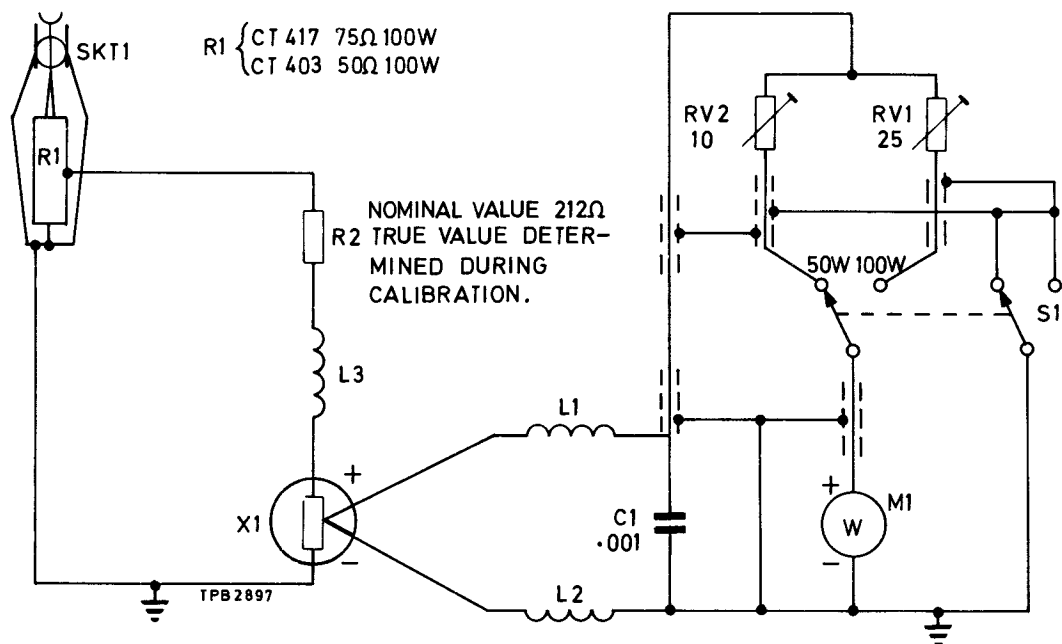 SKT1
R1 { CT 417 75Ω 100W
CT 403 50Ω 100W
R1
RV2
10
RV1
25
R2
NOMINAL VALUE 212Ω
TRUE VALUE DETER-
MINED DURING
CALIBRATION.
50W 100W
S1
L3
L1
X1
+
-
C1
.001
+
M1
W
-
L2
TPB2897